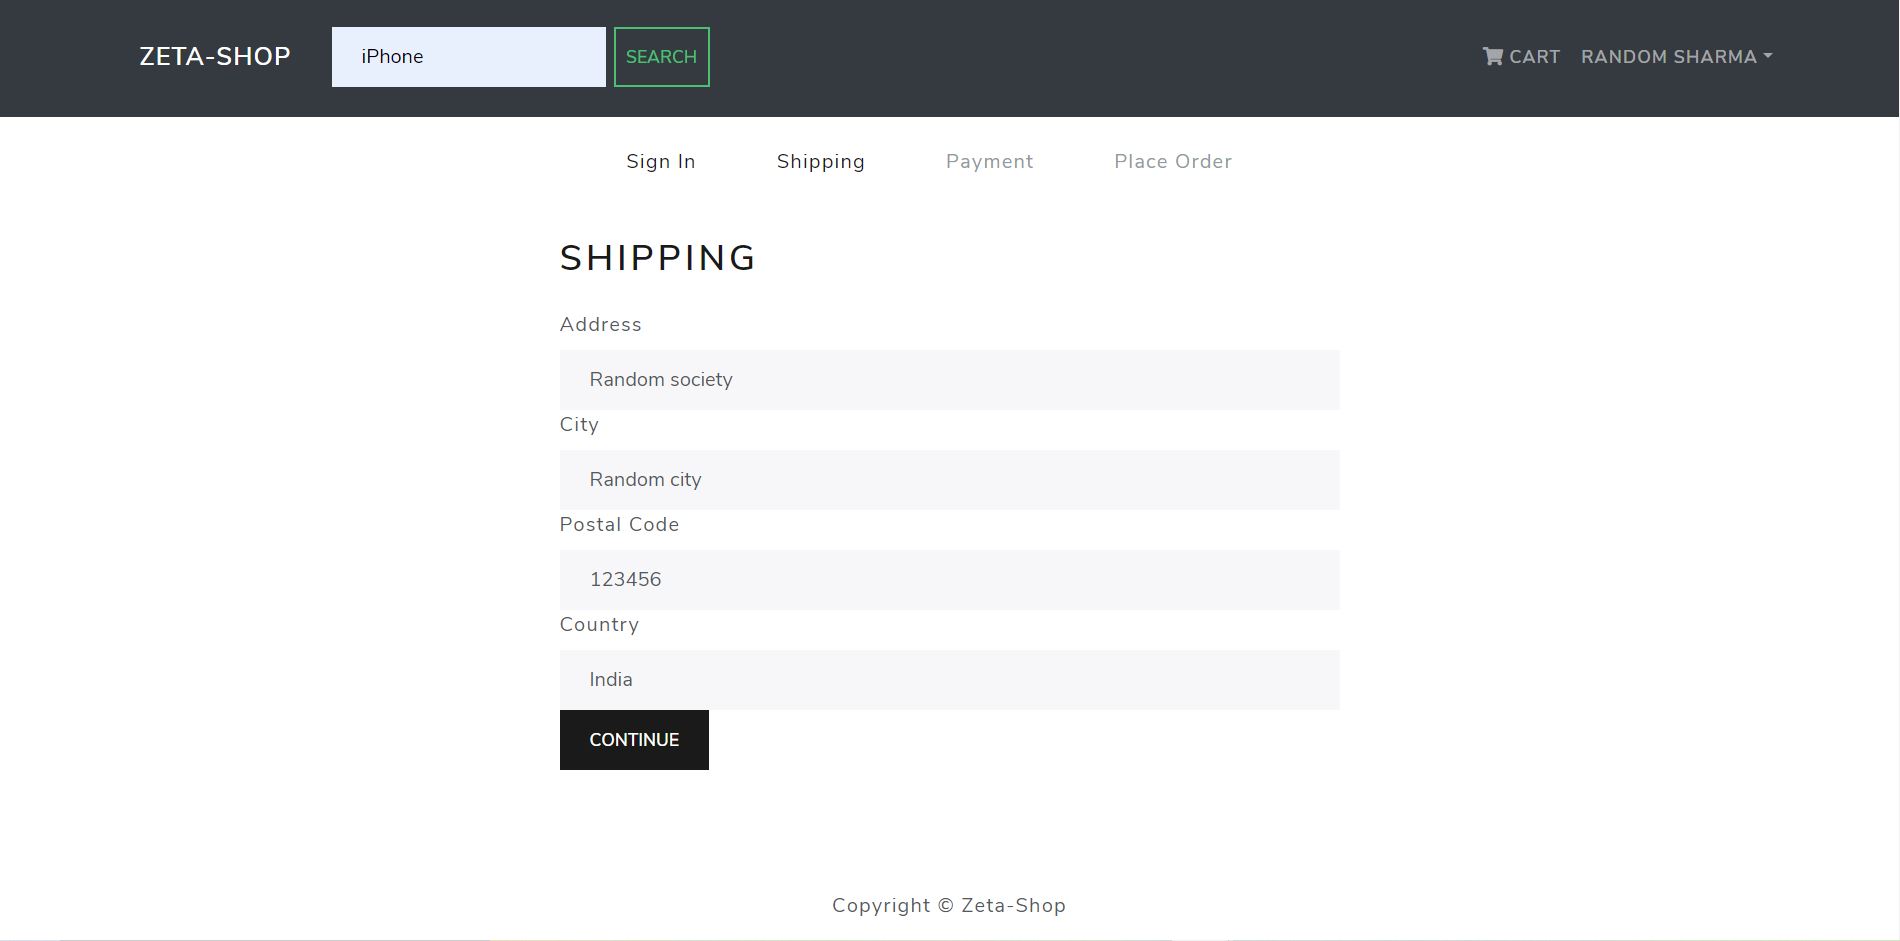 ZETA-SHOP iPhone SEARCH CART RANDOM SHARMA
Sign In Shipping Payment Place Order
SHIPPING
Address
Random society
City
Random city
Postal Code
123456
Country
India
CONTINUE
Copyright © Zeta-Shop